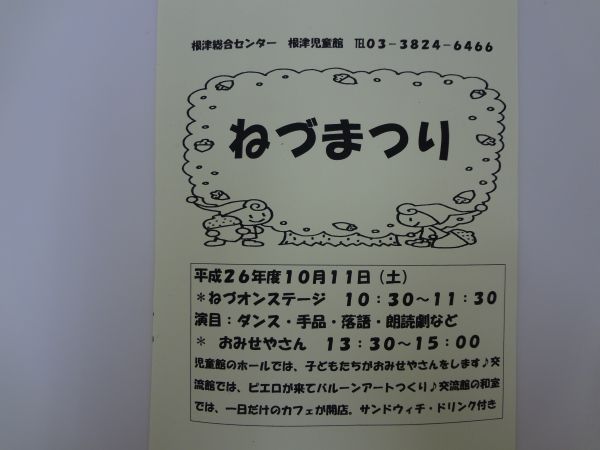 根津総合センター　根津児童館　℡03－3824－6466
ねづまつり
平成26年度10月11日（土）
＊ねづオンステージ　10：30～11：30
演目：ダンス・手品・落語・朗読劇など
＊　おみせやさん　13：30～15：00
児童館のホールでは、子どもたちがおみせやさんをします♪交
流館では、ピエロが来てバルーンアートつくり♪交流館の和室
では、一日だけのカフェが開店。サンドウィチ・ドリンク付き